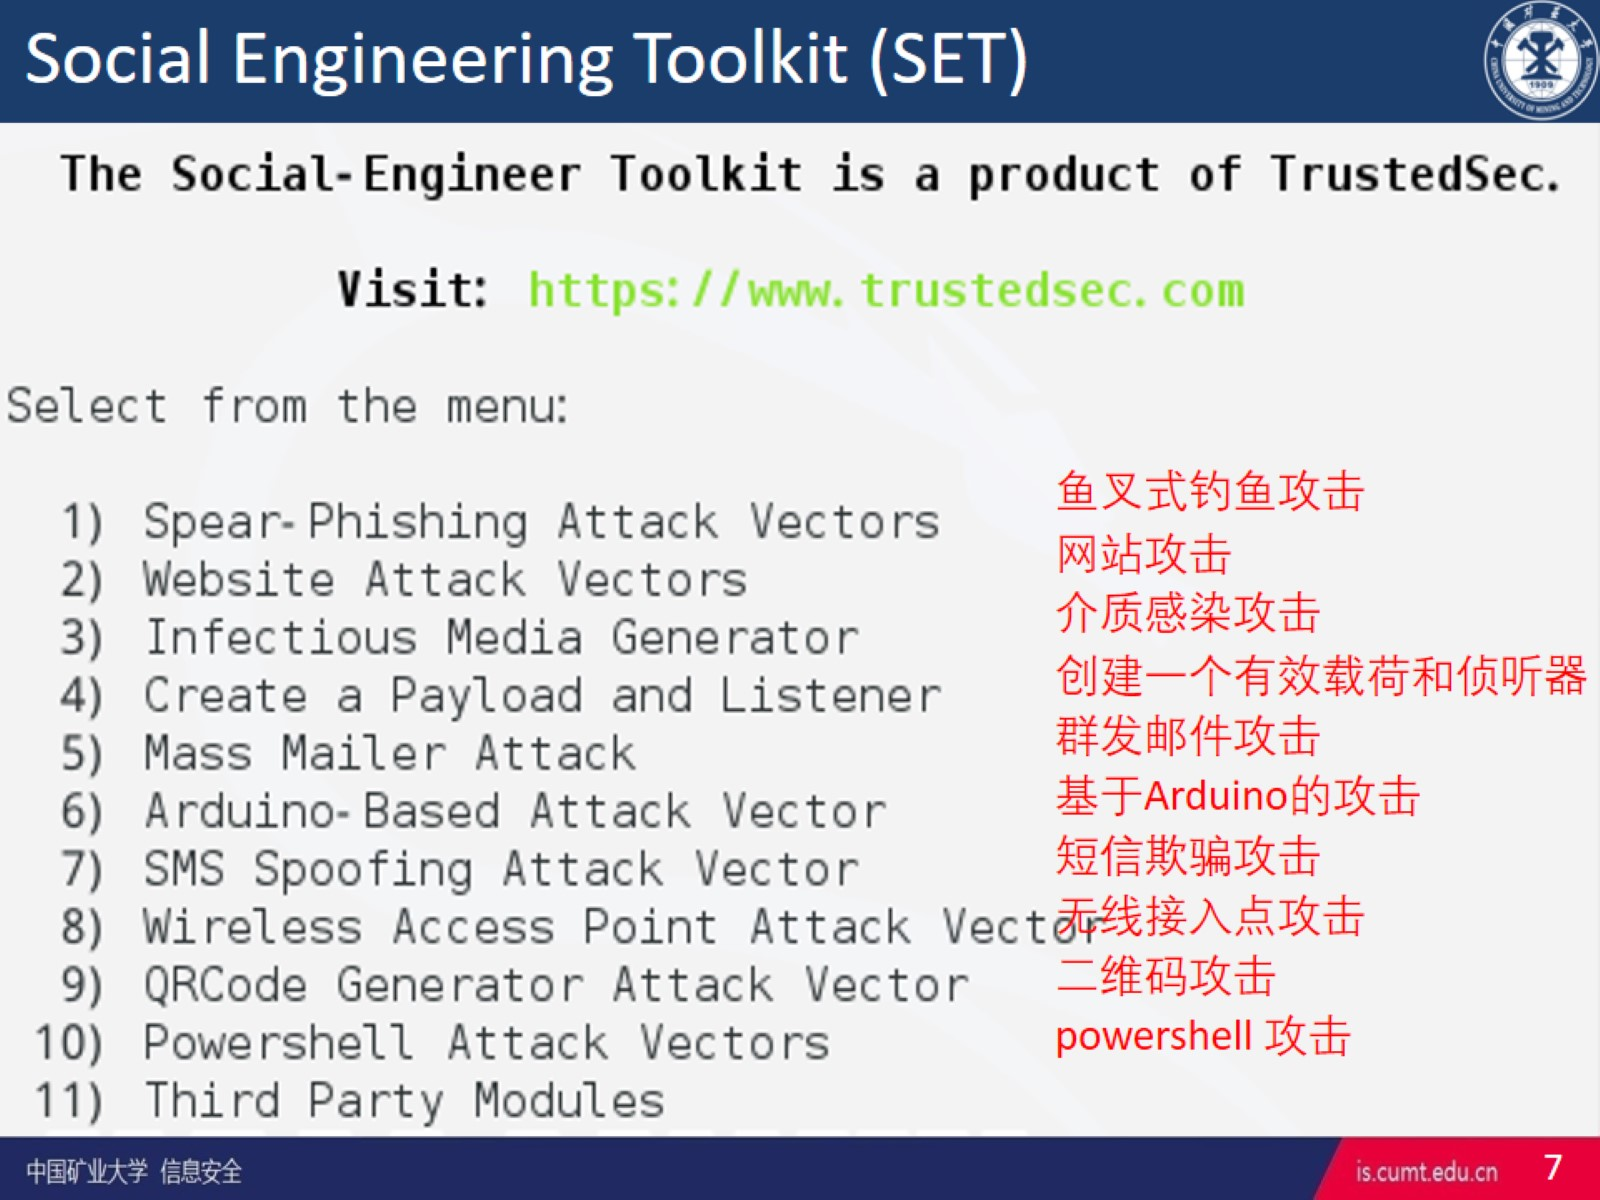 Social Engineering Toolkit (SET)
The Social-Engineer Toolkit is a product of TrustedSec.
Visit: https://www.trustedsec.com
Select from the menu:
1) Spear-Phishing Attack Vectors 鱼叉式钓鱼攻击
2) Website Attack Vectors 网站攻击
3) Infectious Media Generator 介质感染攻击
4) Create a Payload and Listener 创建一个有效载荷和侦听器
5) Mass Mailer Attack 群发邮件攻击
6) Arduino-Based Attack Vector 基于Arduino的攻击
7) SMS Spoofing Attack Vector 短信欺骗攻击
8) Wireless Access Point Attack Vector 无线接入点攻击
9) QRCode Generator Attack Vector 二维码攻击
10) Powershell Attack Vectors powershell 攻击
11) Third Party Modules
中国矿业大学 信息安全
is.cumt.edu.cn 7
1909
CHINA UNIVERSITY OF MINING AND TECHNOLOGY